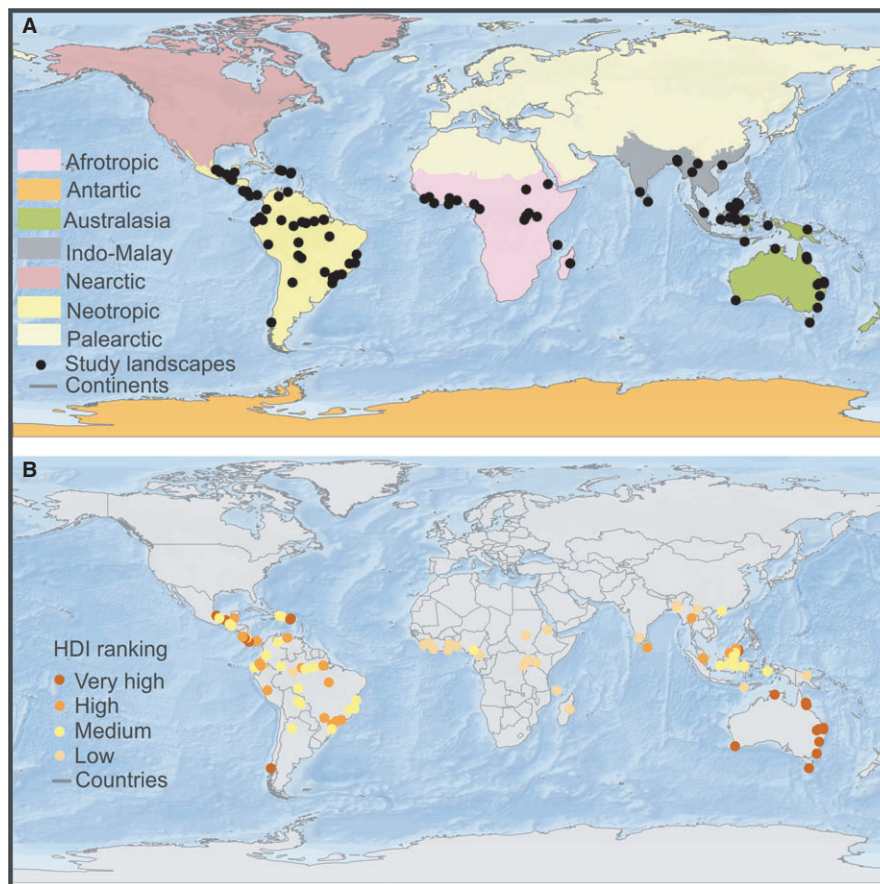 A
Afrotropic
Antartic
Australasia
Indo-Malay
Nearctic
Neotropic
Palearctic
Study landscapes
Continents
B
HDI ranking
Very high
High
Medium
Low
Countries